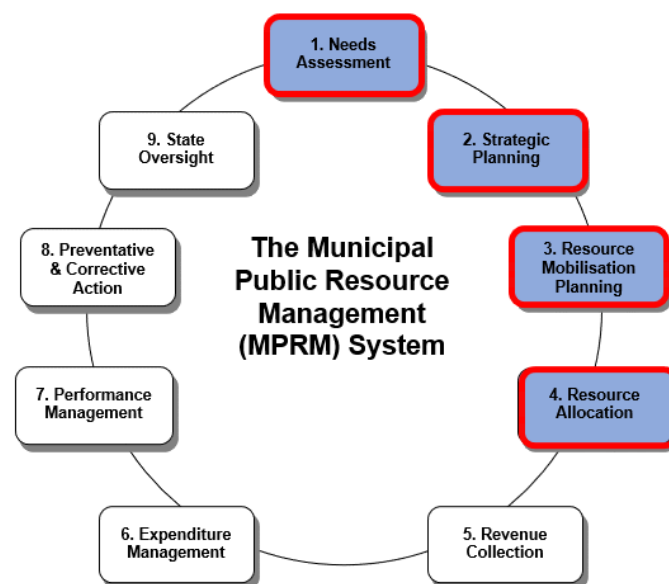 1. Needs
Assessment
2. Strategic
Planning
3. Resource
Mobilisation
Planning
4. Resource
Allocation
5. Revenue
Collection
6. Expenditure
Management
7. Performance
Management
8. Preventative
& Corrective
Action
9. State
Oversight
The Municipal
Public Resource
Management
(MPRM) System